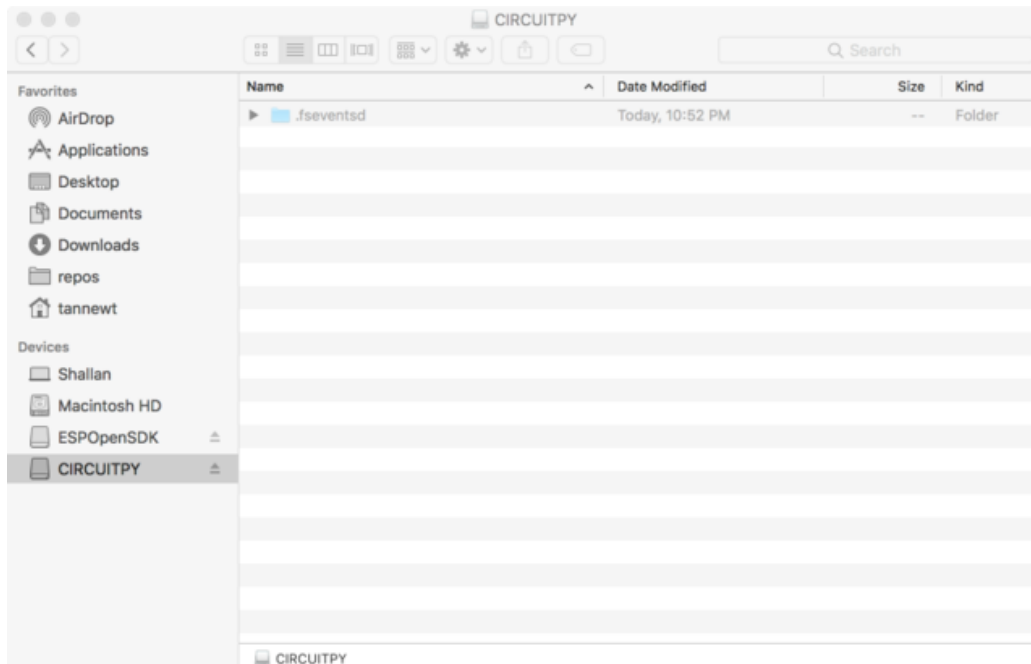 CIRCUITPY
Search
Favorites
AirDrop
Applications
Desktop
Documents
Downloads
repos
tannewt
Devices
Shallan
Macintosh HD
ESPOpenSDK
CIRCUITPY
Name Date Modified Size Kind
.fseventsd Today, 10:52 PM -- Folder
CIRCUITPY